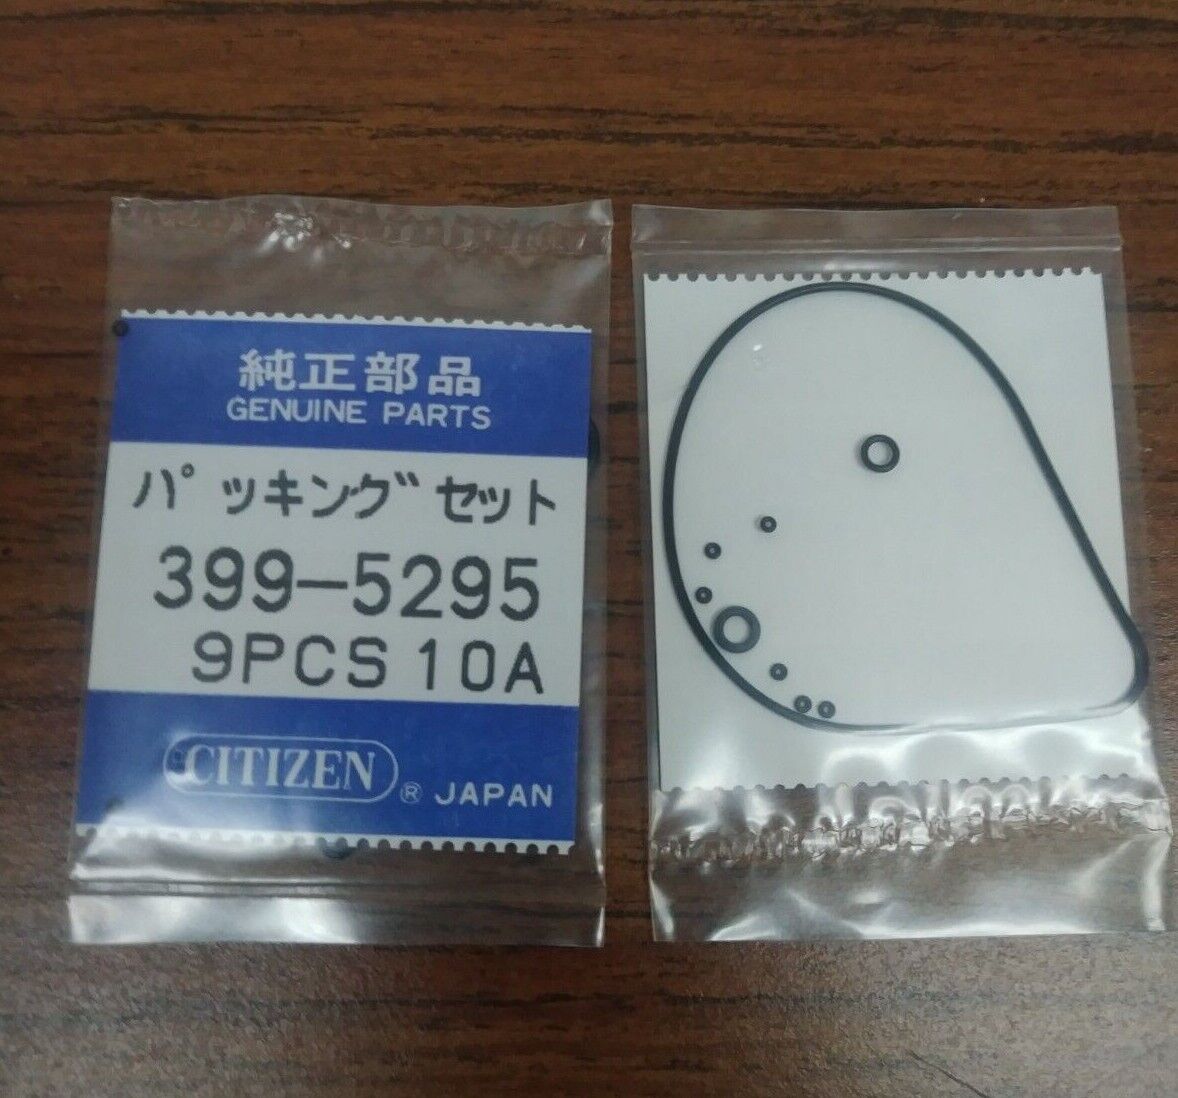 純正部品
GENUINE PARTS
パッキングセット
399-5295
9PCS 10A
CITIZEN ® JAPAN